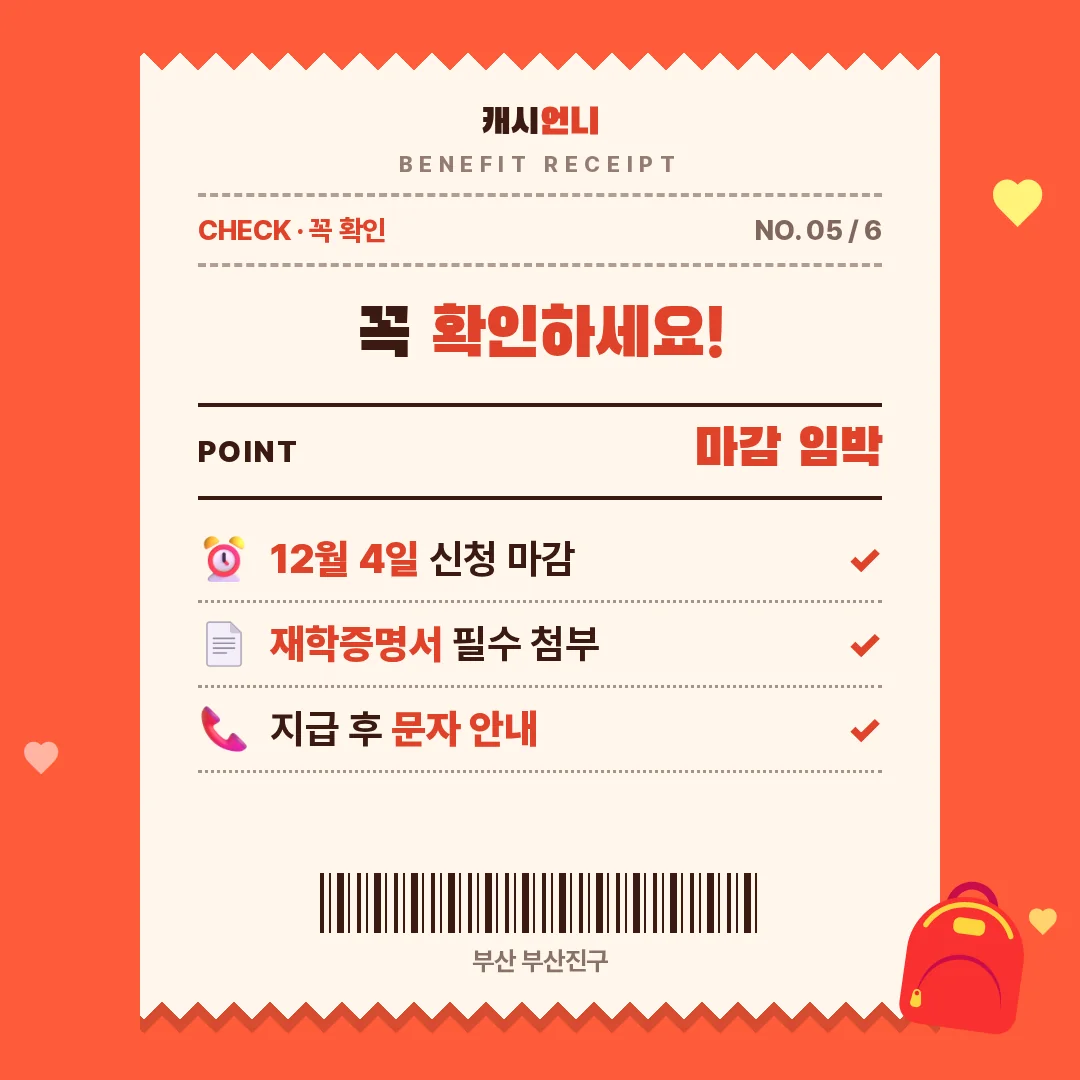 캐시언니
BENEFIT RECEIPT
CHECK · 꼭 확인
NO. 05 / 6
꼭 확인하세요!
POINT
마감 임박
12월 4일 신청 마감
재학증명서 필수 첨부
지급 후 문자 안내
부산 부산진구